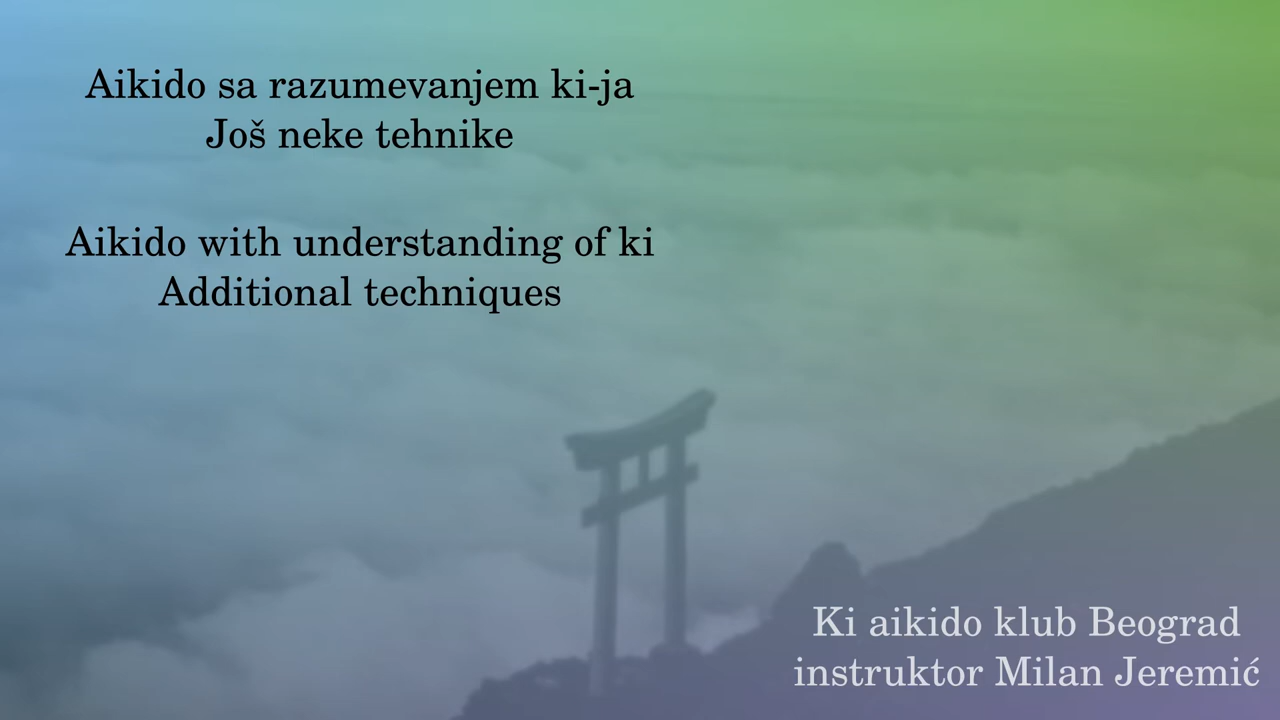 Aikido sa razumevanjem ki-ja
Još neke tehnike
Aikido with understanding of ki
Additional techniques
Ki aikido klub Beograd
instruktor Milan Jeremić